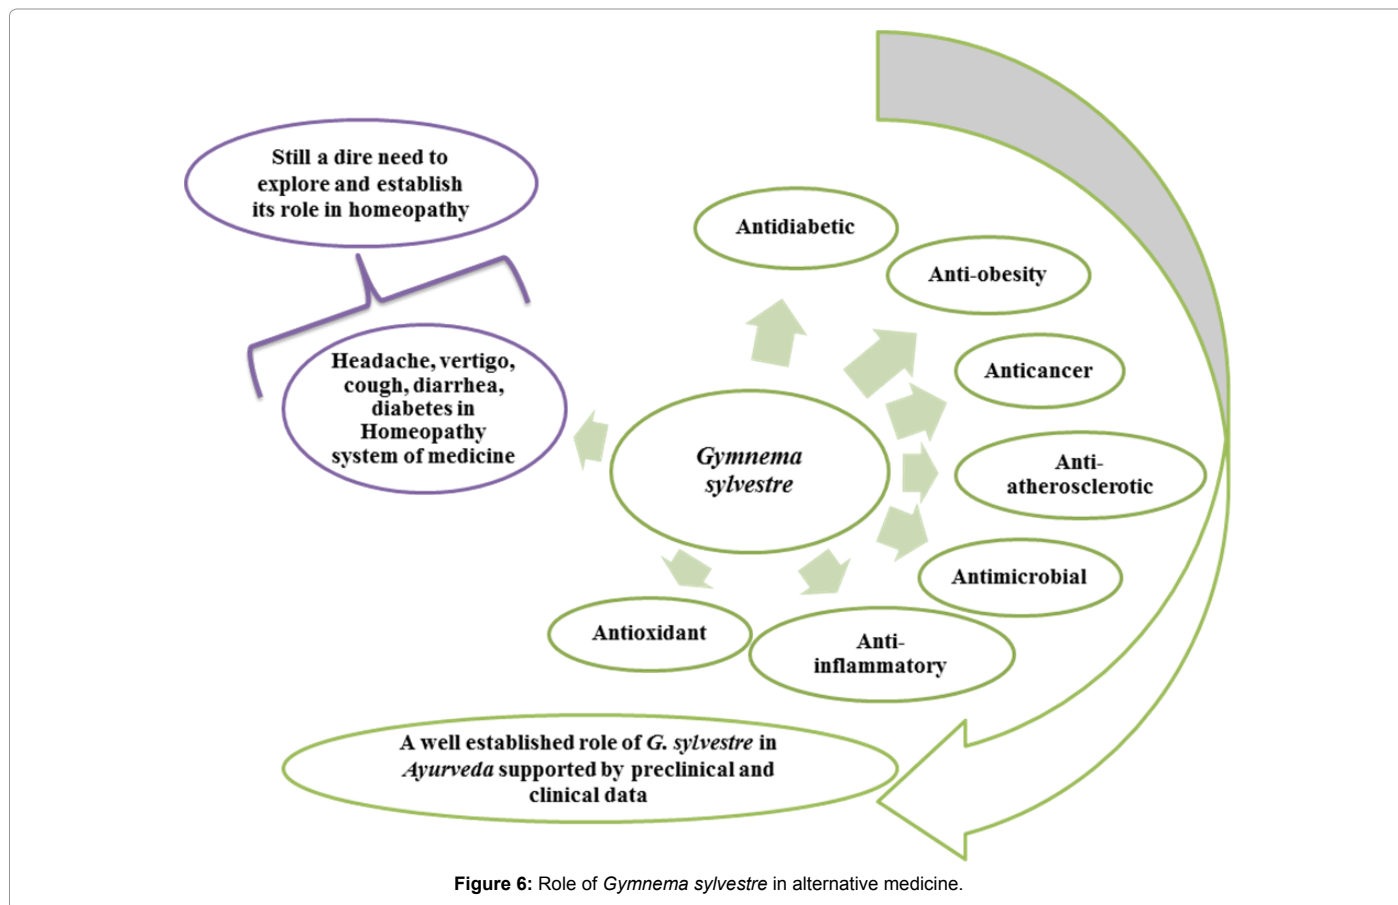 Still a dire need to
explore and establish
its role in homeopathy
Antidiabetic
Anti-obesity
Headache, vertigo,
cough, diarrhea,
diabetes in
Homeopathy
system of medicine
Anticancer
Gymnema
sylvestre
Anti-
atherosclerotic
Antimicrobial
Antioxidant
Anti-
inflammatory
A well established role of G. sylvestre in
Ayurveda supported by preclinical and
clinical data
Figure 6: Role of Gymnema sylvestre in alternative medicine.